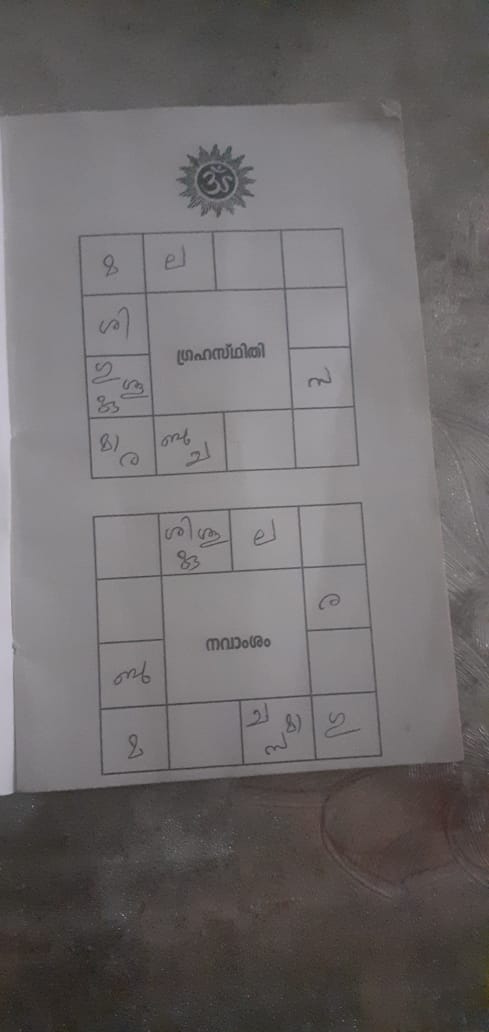 ॐ
മ ല
ശി
ഗ്രഹസ്ഥിതി
ഗു ശു
കു
സ
മാ ര
ബു ച
ശി ശു ല
കു
ര
നവാംശം
ബു
ച മാ ഗു
മ സ